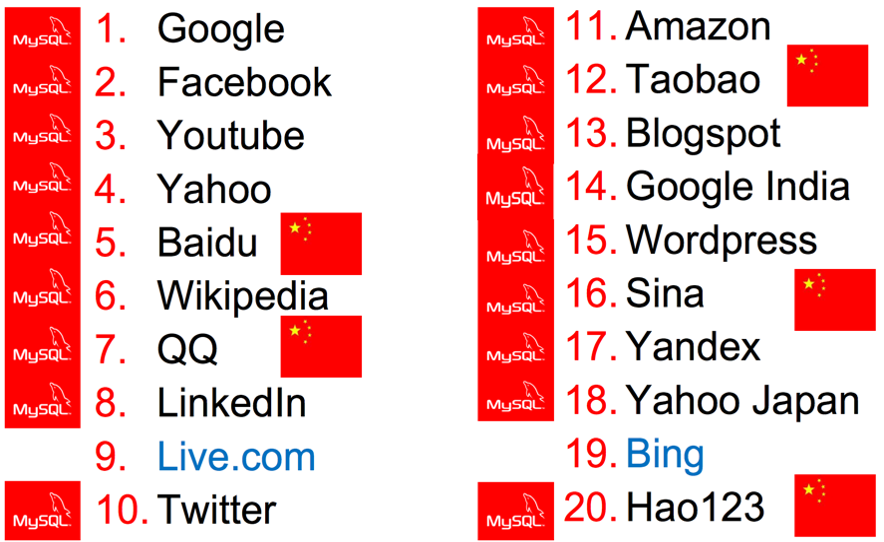 MySQL 1. Google
MySQL 2. Facebook
MySQL 3. Youtube
MySQL 4. Yahoo
MySQL 5. Baidu
MySQL 6. Wikipedia
MySQL 7. QQ
MySQL 8. LinkedIn
9. Live.com
MySQL 10. Twitter
MySQL 11. Amazon
MySQL 12. Taobao
MySQL 13. Blogspot
MySQL 14. Google India
MySQL 15. Wordpress
MySQL 16. Sina
MySQL 17. Yandex
MySQL 18. Yahoo Japan
19. Bing
MySQL 20. Hao123